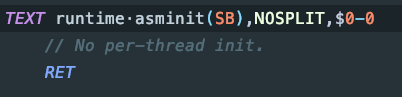 TEXT runtime·asminit(SB),NOSPLIT,$0-0
// No per-thread init.
RET